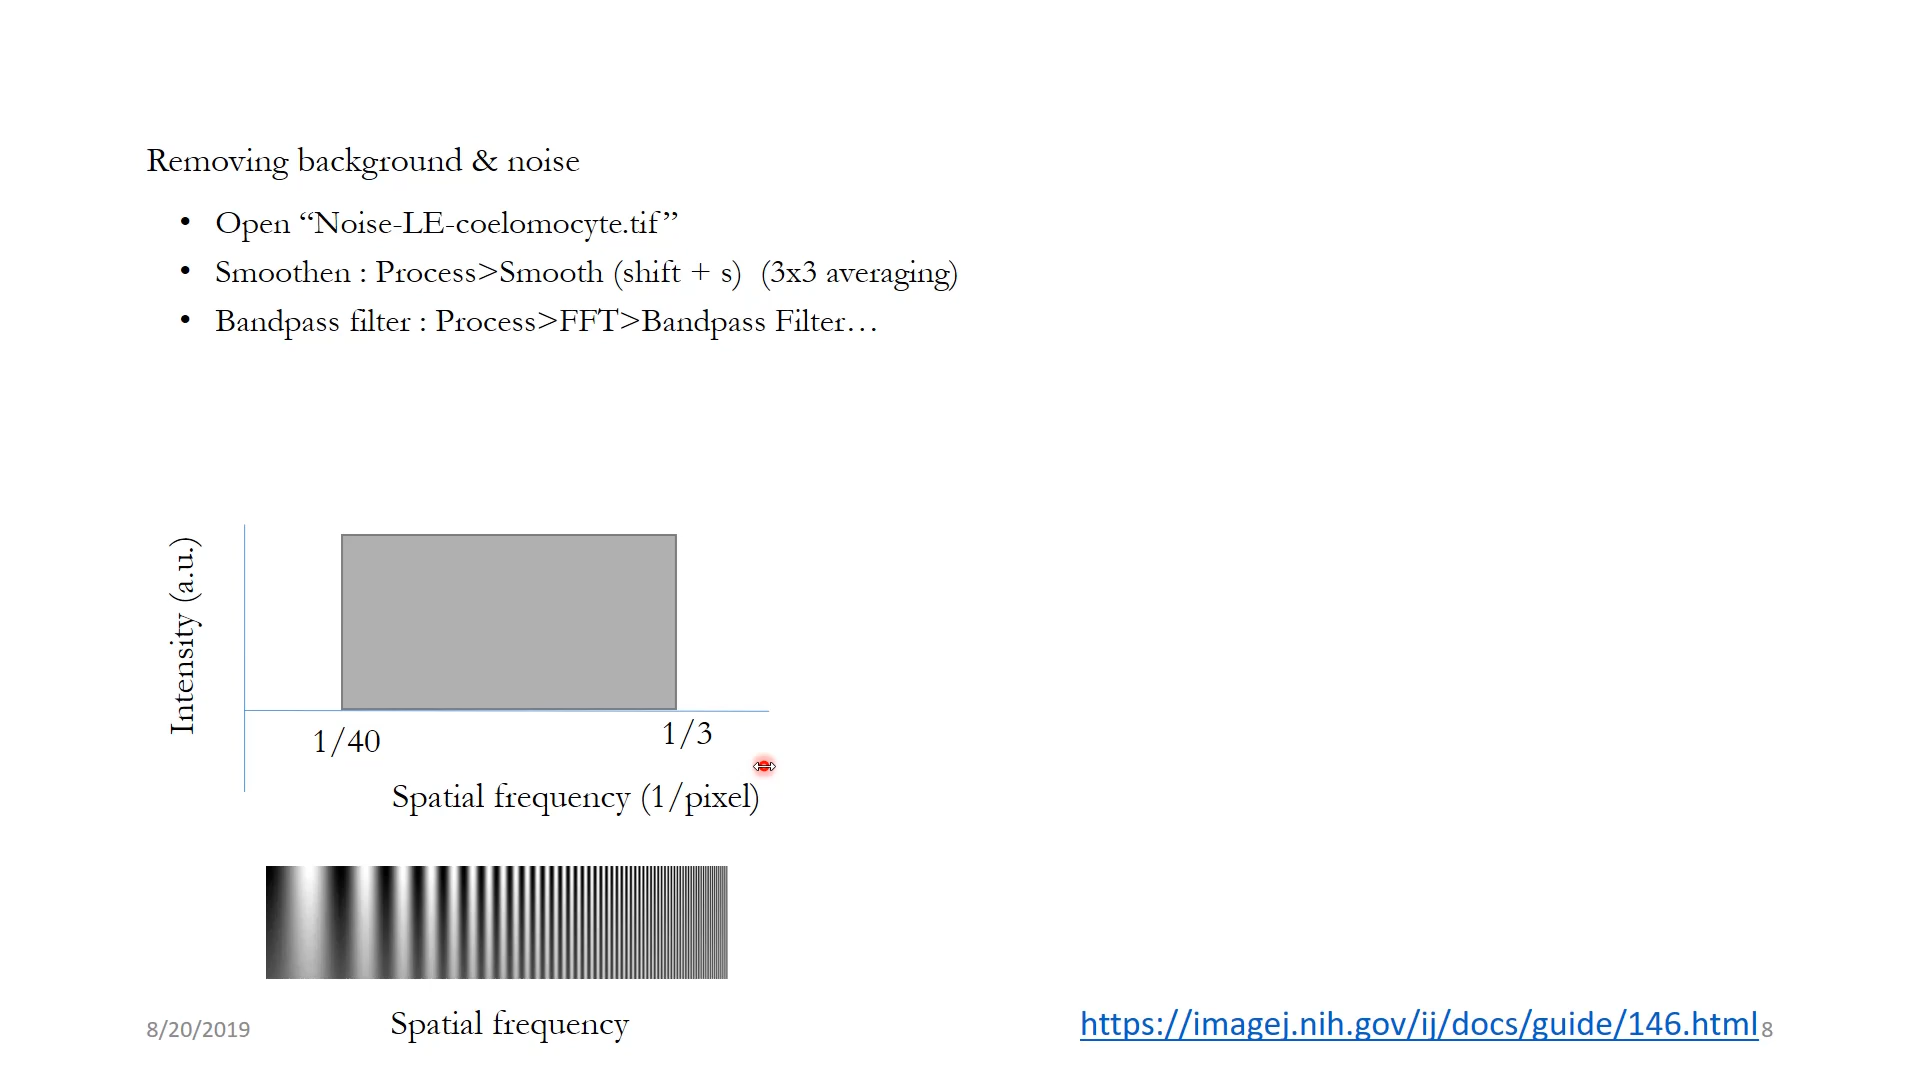 Removing background & noise
• Open “Noise-LE-coelomocyte.tif”
• Smoothen : Process>Smooth (shift + s)  (3x3 averaging)
• Bandpass filter : Process>FFT>Bandpass Filter…
Intensity (a.u.)
1/40
1/3
Spatial frequency (1/pixel)
Spatial frequency
8/20/2019
https://imagej.nih.gov/ij/docs/guide/146.html
8